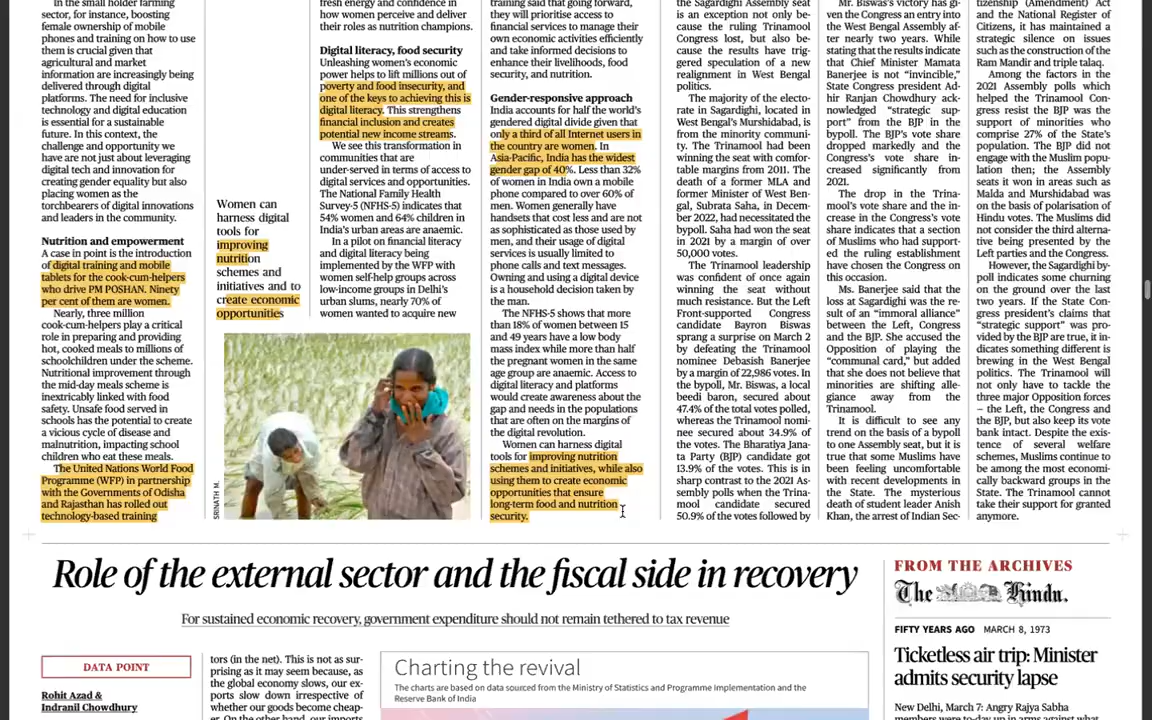 In the small holder farming
sector, for instance, boosting
female ownership of mobile
phones and training on how to use
them is crucial given that
agricultural and market
information are increasingly being
delivered through digital
platforms. The need for inclusive
technology and digital education
is essential for a sustainable
future. In this context, the
challenge and opportunity we
have are not just about leveraging
digital tech and innovation for
creating gender equality but also
placing women as the
torchbearers of digital innovations
and leaders in the community.
Nutrition and empowerment
A case in point is the introduction
of digital training and mobile
tablets for the cook-cum-helpers
who drive PM POSHAN. Ninety
per cent of them are women.
Nearly, three million
cook-cum-helpers play a critical
role in preparing and providing
hot, cooked meals to millions of
schoolchildren under the scheme.
Nutritional improvement through
the mid-day meals scheme is
inextricably linked with food
safety. Unsafe food served in
schools has the potential to create
a vicious cycle of disease and
malnutrition, impacting school
children who eat these meals.
The United Nations World Food
Programme (WFP) in partnership
with the Governments of Odisha
and Rajasthan has rolled out
technology-based training
Women can
harness digital
tools for
improving
nutrition
schemes and
initiatives and to
create economic
opportunities
fresh energy and confidence in
how women perceive and deliver
their roles as nutrition champions.
Digital literacy, food security
Unleashing women's economic
power helps to lift millions out of
poverty and food insecurity, and
one of the keys to achieving this is
digital literacy. This strengthens
financial inclusion and creates
potential new income streams.
We see this transformation in
communities that are
under-served in terms of access to
digital services and opportunities.
The National Family Health
Survey-5 (NFHS-5) indicates that
54% women and 64% children in
India's urban areas are anaemic.
In a pilot on financial literacy
and digital literacy being
implemented by the WFP with
women self-help groups across
low-income groups in Delhi's
urban slums, nearly 70% of
women wanted to acquire new
SRINATH M.
training said that going forward,
they will prioritise access to
financial services to manage their
own economic activities efficiently
and take informed decisions to
enhance their livelihoods, food
security, and nutrition.
Gender-responsive approach
India accounts for half the world's
gendered digital divide given that
only a third of all Internet users in
the country are women. In
Asia-Pacific, India has the widest
gender gap of 40%. Less than 32%
of women in India own a mobile
phone compared to over 60% of
men. Women generally have
handsets that cost less and are not
as sophisticated as those used by
men, and their usage of digital
services is usually limited to
phone calls and text messages.
Owning and using a digital device
is a household decision taken by
the man.
The NFHS-5 shows that more
than 18% of women between 15
and 49 years have a low body
mass index while more than half
the pregnant women in the same
age group are anaemic. Access to
digital literacy and platforms
would create awareness about the
gap and needs in the populations
that are often on the margins of
the digital revolution.
Women can harness digital
tools for improving nutrition
schemes and initiatives, while also
using them to create economic
opportunities that ensure
long-term food and nutrition
security.
the Sagardighi Assembly seat
is an exception not only be-
cause the ruling Trinamool
Congress lost, but also be-
cause the results have trig-
gered speculation of a new
realignment in West Bengal
politics.
The majority of the electo-
rate in Sagardighi, located in
West Bengal's Murshidabad, is
from the minority communi-
ty. The Trinamool had been
winning the seat with comfor-
table margins from 2011. The
death of a former MLA and
former Minister of West Ben-
gal, Subrata Saha, in Decem-
ber 2022, had necessitated the
bypoll. Saha had won the seat
in 2021 by a margin of over
50,000 votes.
The Trinamool leadership
was confident of once again
winning the seat without
much resistance. But the Left
Front-supported Congress
candidate Bayron Biswas
sprang a surprise on March 2
by defeating the Trinamool
nominee Debasish Banerjee
by a margin of 22,986 votes. In
the bypoll, Mr. Biswas, a local
beedi baron, secured about
47.4% of the total votes polled,
whereas the Trinamool nomi-
nee secured about 34.9% of
the votes. The Bharatiya Jana-
ta Party (BJP) candidate got
13.9% of the votes. This is in
sharp contrast to the 2021 As-
sembly polls when the Trina-
mool candidate secured
50.9% of the votes followed by
Mr. Biswas's victory has gi-
ven the Congress an entry into
the West Bengal Assembly af-
ter nearly two years. While
stating that the results indicate
that Chief Minister Mamata
Banerjee is not “invincible,”
State Congress president Ad-
hir Ranjan Chowdhury ack-
nowledged “strategic sup-
port” from the BJP in the
bypoll. The BJP's vote share
dropped markedly and the
Congress's vote share in-
creased significantly from
2021.
The drop in the Trina-
mool's vote share and the in-
crease in the Congress's vote
share indicates that a section
of Muslims who had support-
ed the ruling establishment
have chosen the Congress on
this occasion.
Ms. Banerjee said that the
loss at Sagardighi was the re-
sult of an “immoral alliance”
between the Left, Congress
and the BJP. She accused the
Opposition of playing the
“communal card,” but added
that she does not believe that
minorities are shifting alle-
giance away from the
Trinamool.
It is difficult to see any
trend on the basis of a bypoll
to one Assembly seat, but it is
true that some Muslims have
been feeling uncomfortable
with recent developments in
the State. The mysterious
death of student leader Anish
Khan, the arrest of Indian Sec-
tizenship (Amendment) Act
and the National Register of
Citizens, it has maintained a
strategic silence on issues
such as the construction of the
Ram Mandir and triple talaq.
Among the factors in the
2021 Assembly polls which
helped the Trinamool Con-
gress resist the BJP was the
support of minorities who
comprise 27% of the State's
population. The BJP did not
engage with the Muslim popu-
lation then; the Assembly
seats it won in areas such as
Malda and Murshidabad was
on the basis of polarisation of
Hindu votes. The Muslims did
not consider the third alterna-
tive being presented by the
Left parties and the Congress.
However, the Sagardighi by-
poll indicates some churning
on the ground over the last
two years. If the State Con-
gress president's claims that
“strategic support” was pro-
vided by the BJP are true, it in-
dicates something different is
brewing in the West Bengal
politics. The Trinamool will
not only have to tackle the
three major Opposition forces
– the Left, the Congress and
the BJP, but also keep its vote
bank intact. Despite the exis-
tence of several welfare
schemes, Muslims continue to
be among the most economi-
cally backward groups in the
State. The Trinamool cannot
take their support for granted
anymore.
Role of the external sector and the fiscal side in recovery
For sustained economic recovery, government expenditure should not remain tethered to tax revenue
DATA POINT
Rohit Azad &
Indranil Chowdhury
tors (in the net). This is not as sur-
prising as it may seem because, as
the global economy slows, our ex-
ports slow down irrespective of
whether our goods become cheap-
er. On the other hand, our imports
Charting the revival
The charts are based on data sourced from the Ministry of Statistics and Programme Implementation and the
Reserve Bank of India
FROM THE ARCHIVES
The Hindu.
FIFTY YEARS AGO MARCH 8, 1973
Ticketless air trip: Minister
admits security lapse
New Delhi, March 7: Angry Rajya Sabha
members were to-day up in arms against what